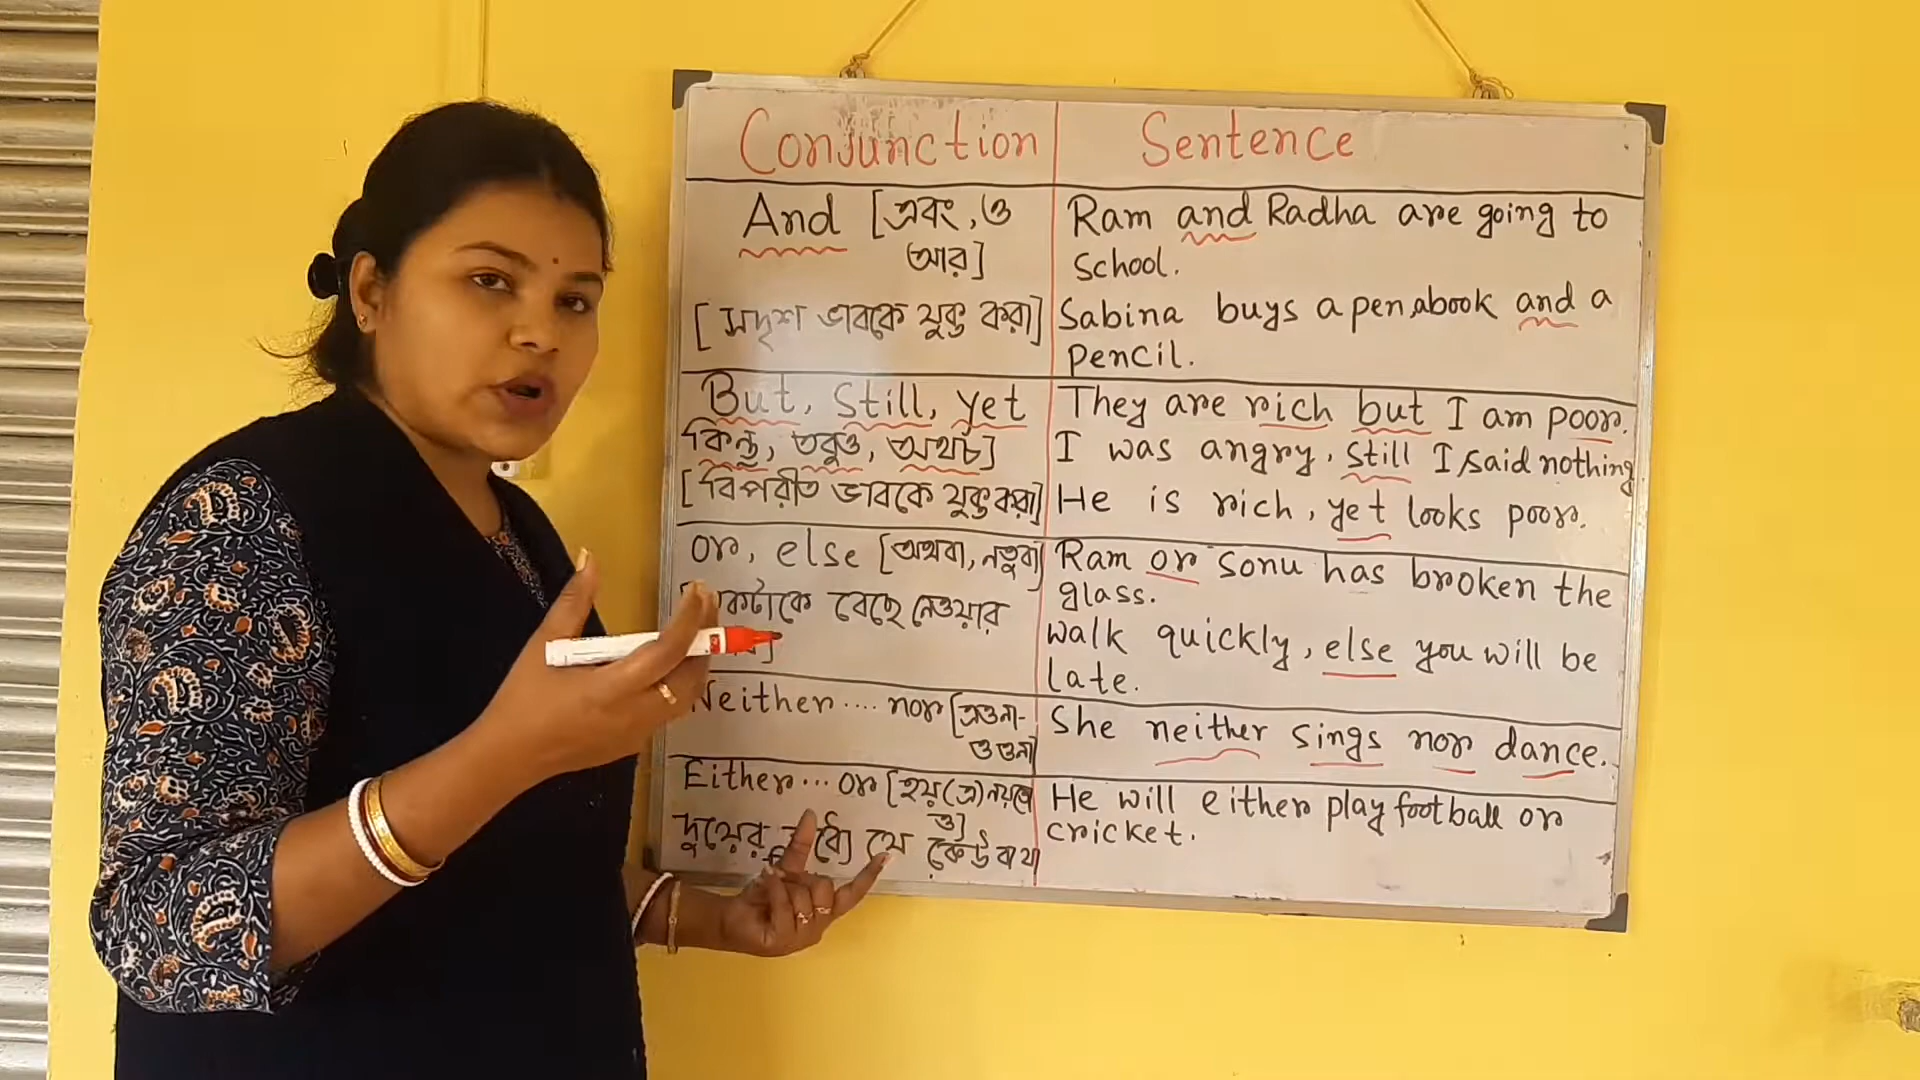 Conjunction
Sentence
And [এবং, ও
আর]
[সদৃশ ভাবকে যুক্ত করা]
Ram and Radha are going to
School.
Sabina buys a pen, a book and a
pencil.
But, Still, yet
কিন্তু, তবুও, অথচ]
[বিপরীত ভাবকে যুক্ত করা]
They are rich but I am poor.
I was angry, still I said nothing
He is rich, yet looks poor.
or, else [অথবা, নতুবা]
বেছে নেওয়ার
Ram or Sonu has broken the
glass.
Walk quickly, else you will be
late.
Neither.... nor [এও না-
ও ও না]
She neither sings nor dance.
Either... or [হয়
ও]
দুয়ের যে কেউ
He will either play football or
cricket.